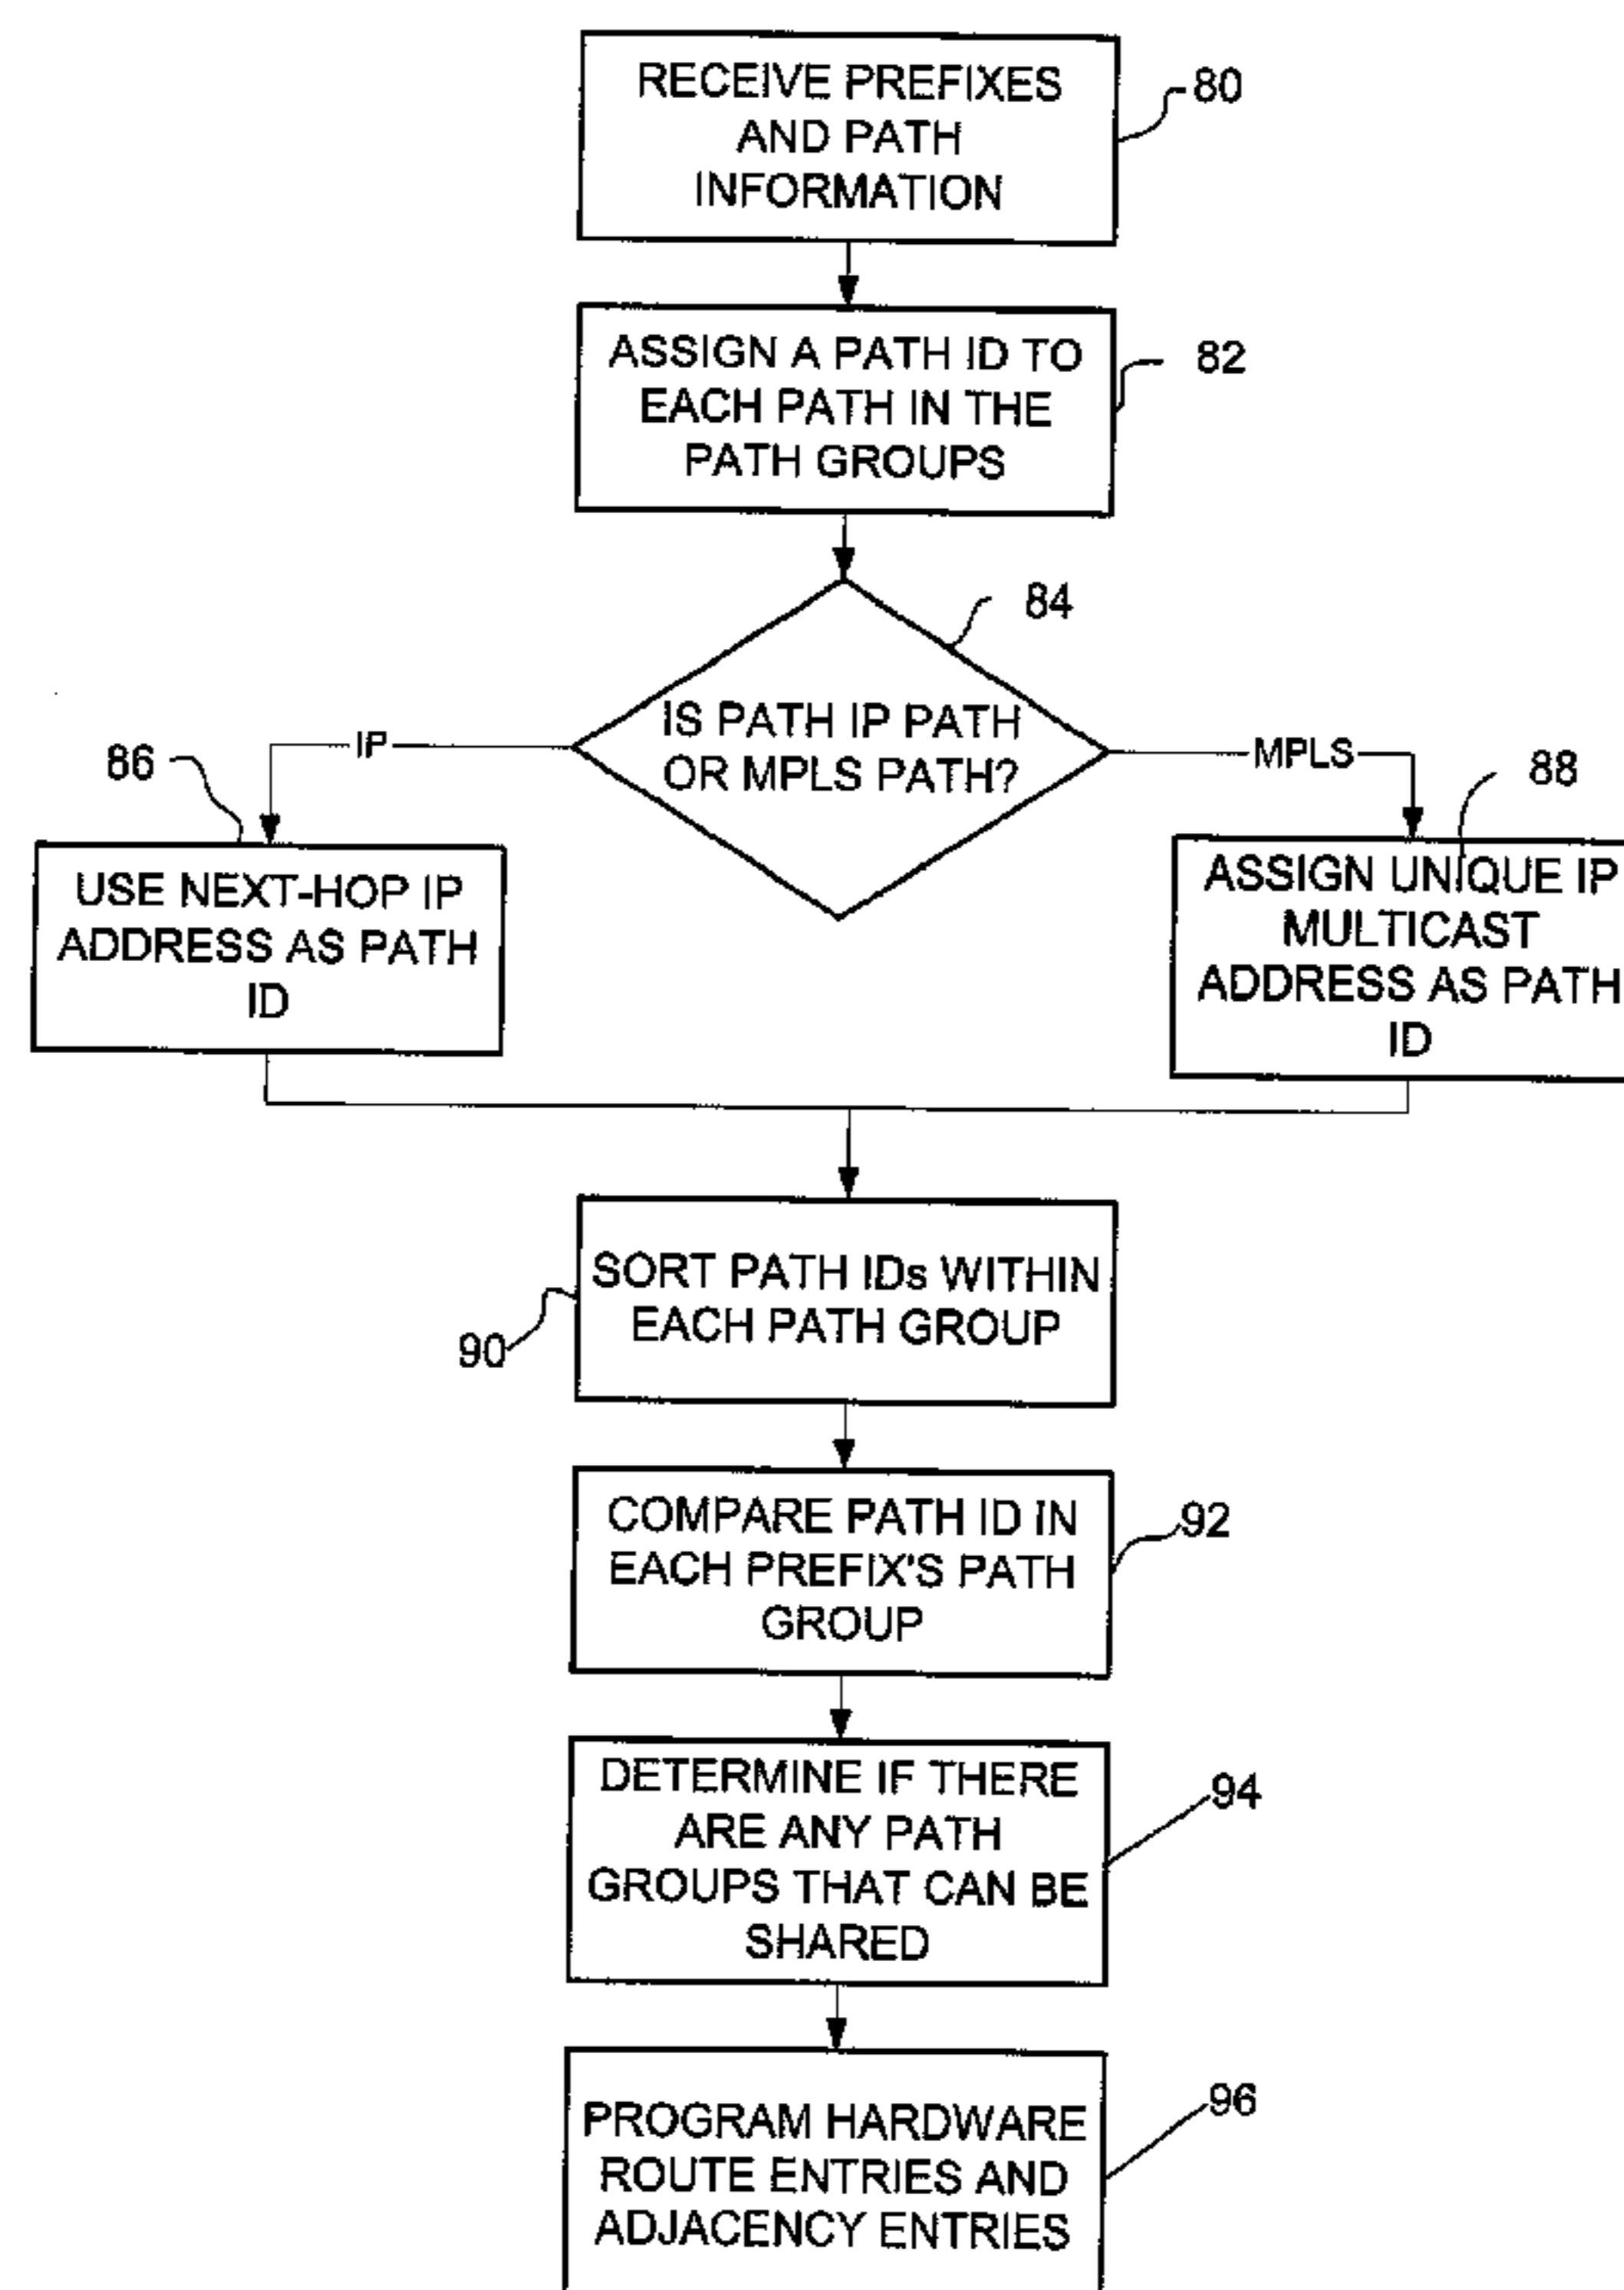 RECEIVE PREFIXES
AND PATH
INFORMATION
80
ASSIGN A PATH ID TO
EACH PATH IN THE
PATH GROUPS
82
84
IS PATH IP PATH
OR MPLS PATH?
IP
MPLS
86
88
USE NEXT-HOP IP
ADDRESS AS PATH
ID
ASSIGN UNIQUE IP
MULTICAST
ADDRESS AS PATH
ID
SORT PATH IDs WITHIN
EACH PATH GROUP
90
COMPARE PATH ID IN
EACH PREFIX'S PATH
GROUP
92
DETERMINE IF THERE
ARE ANY PATH
GROUPS THAT CAN BE
SHARED
94
PROGRAM HARDWARE
ROUTE ENTRIES AND
ADJACENCY ENTRIES
96